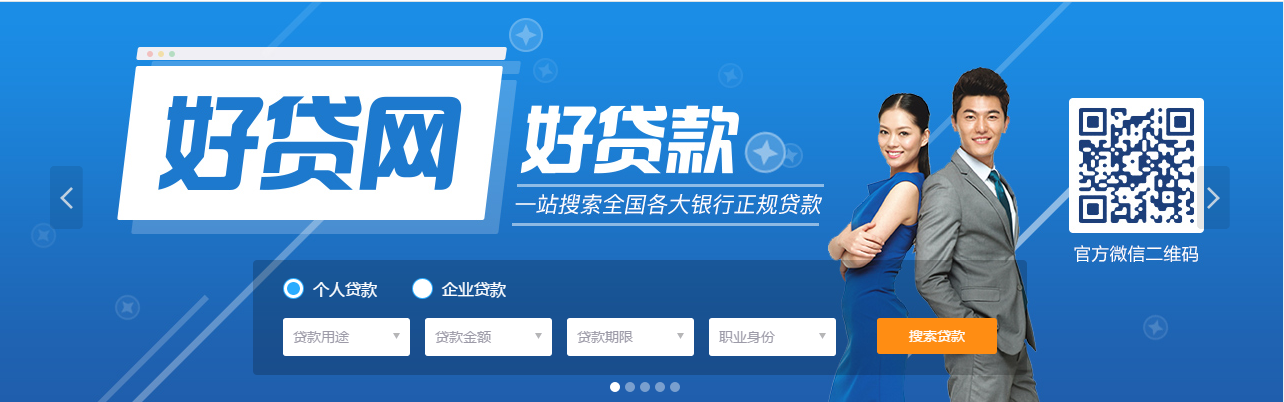 好贷网
好贷款
一站搜索全国各大银行正规贷款
官方微信二维码
个人贷款 企业贷款
贷款用途 贷款金额 贷款期限 职业身份 搜索贷款